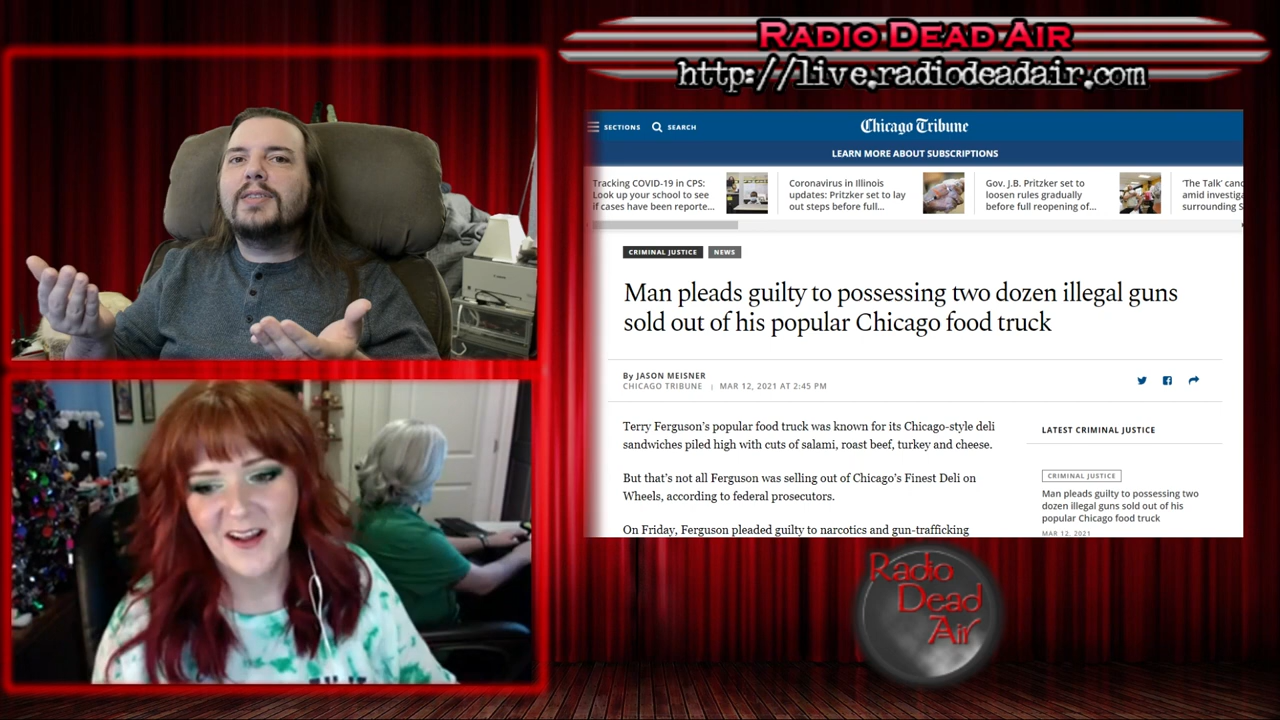 RADIO DEAD AIR
http://live.radiodeadair.com
SECTIONS
SEARCH
Chicago Tribune
LEARN MORE ABOUT SUBSCRIPTIONS
Tracking COVID-19 in CPS:
Look up your school to see
if cases have been reporte...
Coronavirus in Illinois
updates: Pritzker set to lay
out steps before full...
Gov. J.B. Pritzker set to
loosen rules gradually
before full reopening of...
'The Talk' canc
amid investiga
surrounding S
CRIMINAL JUSTICE
NEWS
Man pleads guilty to possessing two dozen illegal guns
sold out of his popular Chicago food truck
By JASON MEISNER
CHICAGO TRIBUNE | MAR 12, 2021 AT 2:45 PM
Terry Ferguson's popular food truck was known for its Chicago-style deli
sandwiches piled high with cuts of salami, roast beef, turkey and cheese.
But that's not all Ferguson was selling out of Chicago's Finest Deli on
Wheels, according to federal prosecutors.
On Friday, Ferguson pleaded guilty to narcotics and gun-trafficking
LATEST CRIMINAL JUSTICE
CRIMINAL JUSTICE
Man pleads guilty to possessing two
dozen illegal guns sold out of his
popular Chicago food truck
MAR 12, 2021
Radio
Dead
Air